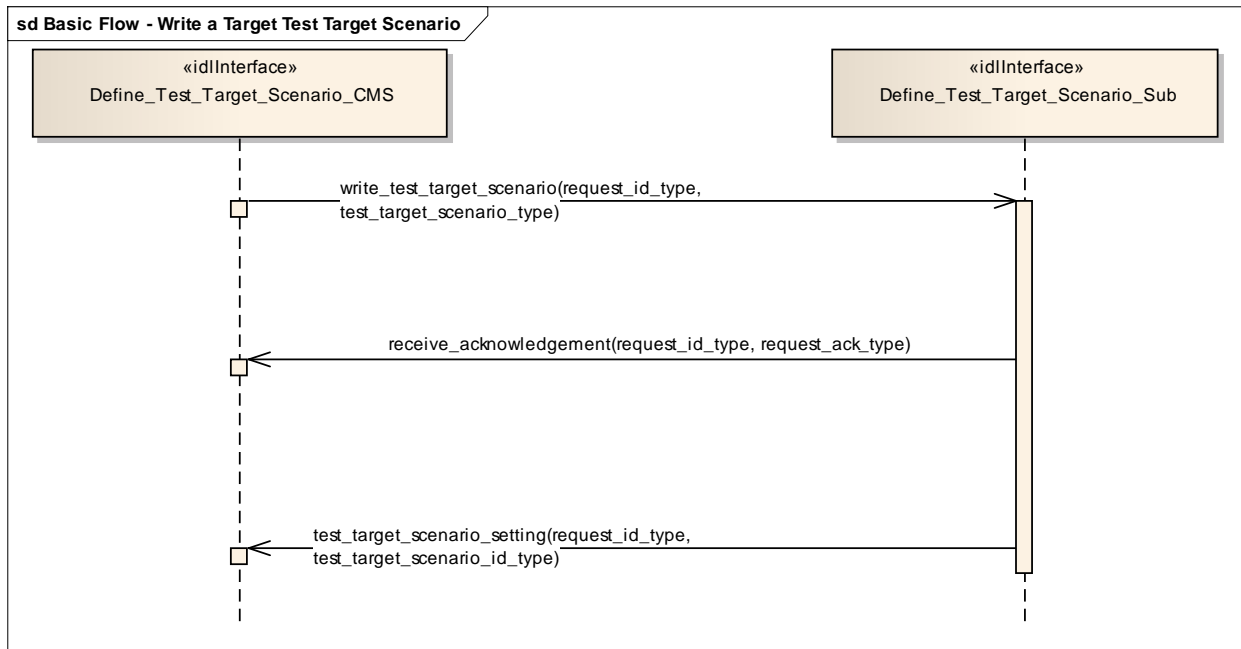 sd Basic Flow - Write a Target Test Target Scenario
«idlInterface»
Define_Test_Target_Scenario_CMS
«idlInterface»
Define_Test_Target_Scenario_Sub
write_test_target_scenario(request_id_type,
test_target_scenario_type)
receive_acknowledgement(request_id_type, request_ack_type)
test_target_scenario_setting(request_id_type,
test_target_scenario_id_type)